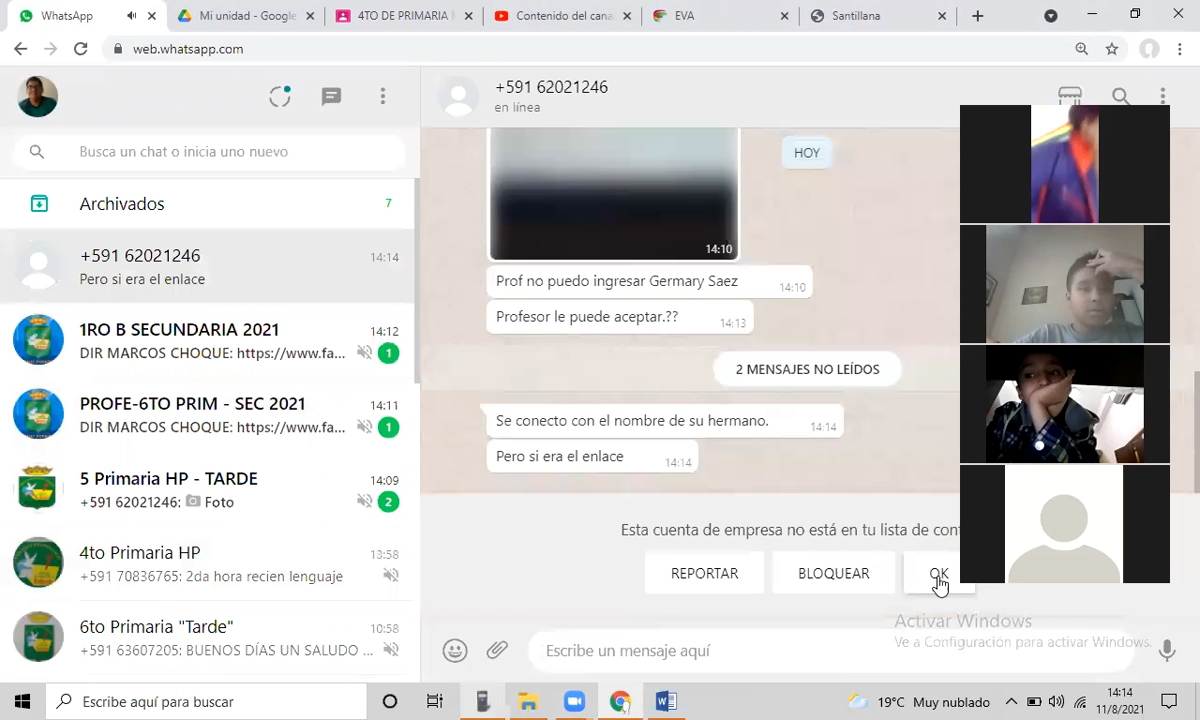 WhatsApp
Mi unidad - Google
4TO DE PRIMARIA M
Contenido del cana
EVA
Santillana
web.whatsapp.com
+591 62021246
en línea
Busca un chat o inicia uno nuevo
Archivados 7
+591 62021246 14:14
Pero si era el enlace
1RO B SECUNDARIA 2021 14:12
DIR MARCOS CHOQUE: https://www.fa... 1
PROFE-6TO PRIM - SEC 2021 14:11
DIR MARCOS CHOQUE: https://www.fa... 1
5 Primaria HP - TARDE 14:09
+591 62021246: Foto 2
4to Primaria HP 13:58
+591 70836765: 2da hora recien lenguaje
6to Primaria "Tarde" 10:58
+591 63607205: BUENOS DÍAS UN SALUDO ...
HOY
14:10
Prof no puedo ingresar Germary Saez 14:10
Profesor le puede aceptar.?? 14:13
2 MENSAJES NO LEÍDOS
Se conecto con el nombre de su hermano. 14:14
Pero si era el enlace 14:14
Esta cuenta de empresa no está en tu lista de cont
REPORTAR
BLOQUEAR
OK
Activar Windows
Ve a Configuración para activar Windows.
Escribe un mensaje aquí
Escribe aquí para buscar
19°C Muy nublado
14:14
11/8/2021